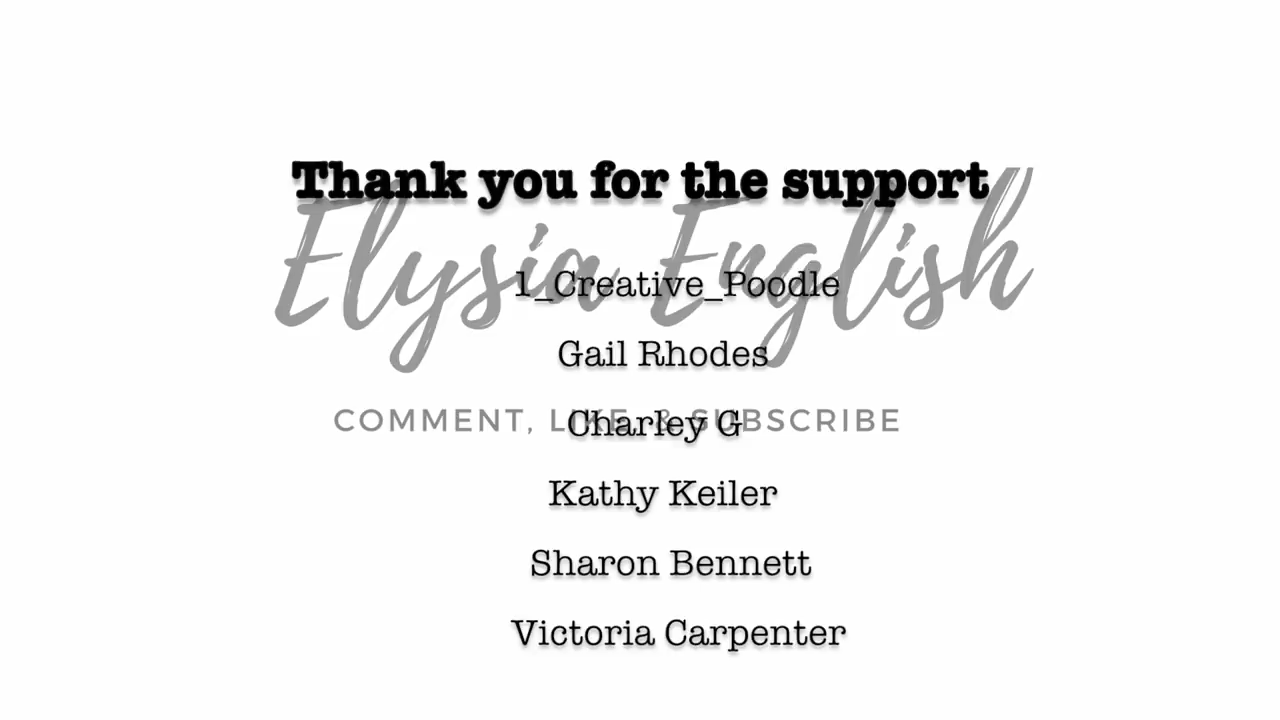 Thank you for the support
Elysia English
1_Creative_Poodle
Gail Rhodes
COMMENT, LIKE & SUBSCRIBE
Charley G
Kathy Keiler
Sharon Bennett
Victoria Carpenter